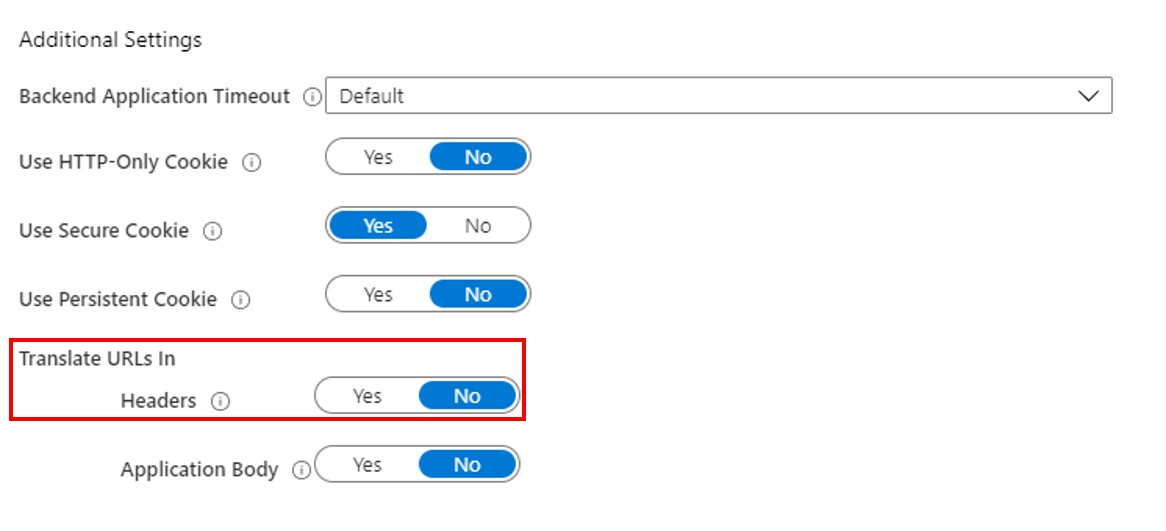 Additional Settings
Backend Application Timeout Default
Use HTTP-Only Cookie Yes No
Use Secure Cookie Yes No
Use Persistent Cookie Yes No
Translate URLs In
Headers Yes No
Application Body Yes No